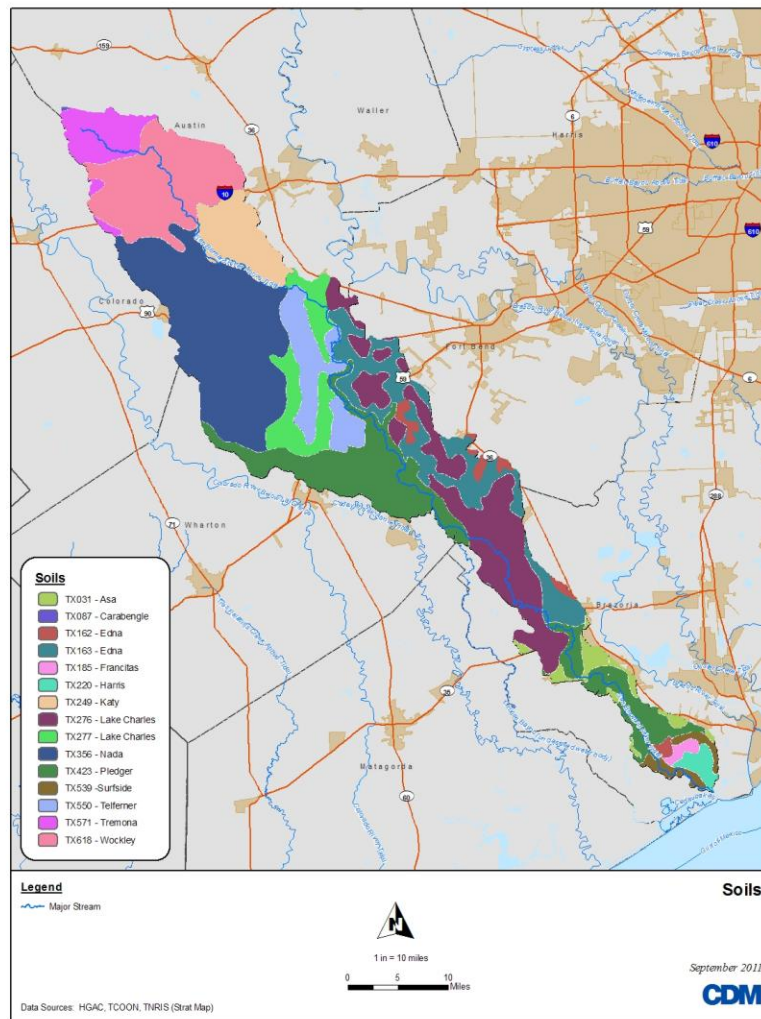 159
Austin
36
Waller
6
Harris
610
10
59
610
Colorado
90
Fort Bend
59
6
36
288
71
Wharton
Brazoria
35
Matagorda
60
Soils
TX031 - Asa
TX087 - Carabengle
TX162 - Edna
TX163 - Edna
TX185 - Francitas
TX220 - Harris
TX249 - Katy
TX276 - Lake Charles
TX277 - Lake Charles
TX356 - Nada
TX423 - Pledger
TX539 -Surfside
TX550 - Telferner
TX571 - Tremona
TX618 - Wockley
Legend
Major Stream
Soils
N
1 in = 10 miles
0 5 10
Miles
September 2011
Data Sources: HGAC, TCOON, TNRIS (Strat Map)
CDM